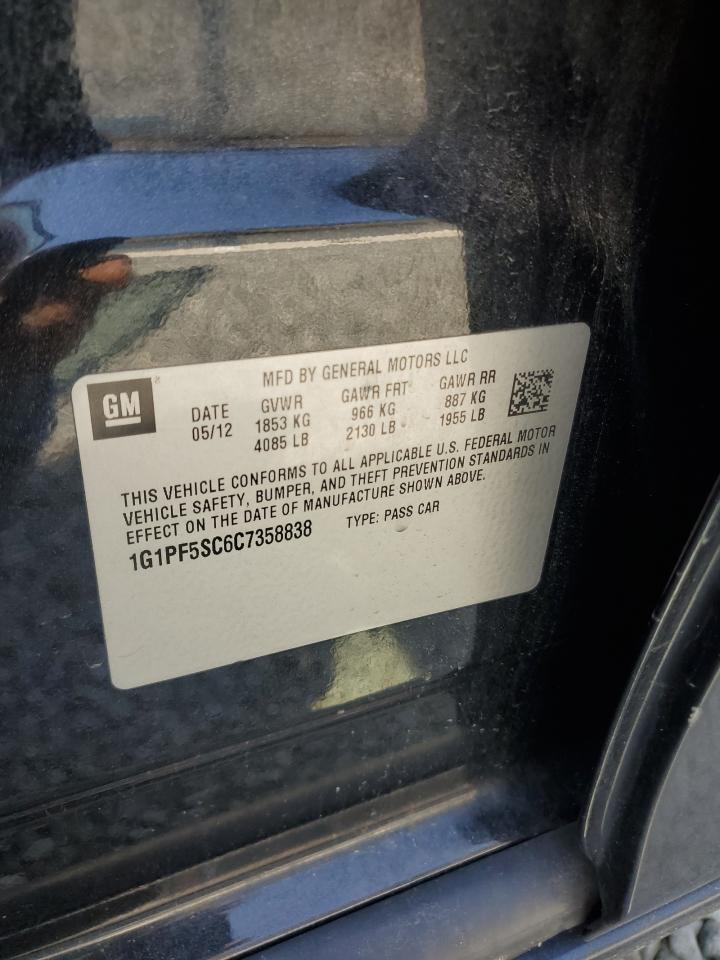 MFD BY GENERAL MOTORS LLC
GM
DATE GVWR GAWR FRT GAWR RR
05/12 1853 KG 966 KG 887 KG
4085 LB 2130 LB 1955 LB
THIS VEHICLE CONFORMS TO ALL APPLICABLE U.S. FEDERAL MOTOR
VEHICLE SAFETY, BUMPER, AND THEFT PREVENTION STANDARDS IN
EFFECT ON THE DATE OF MANUFACTURE SHOWN ABOVE.
1G1PF5SC6C7358838 TYPE: PASS CAR